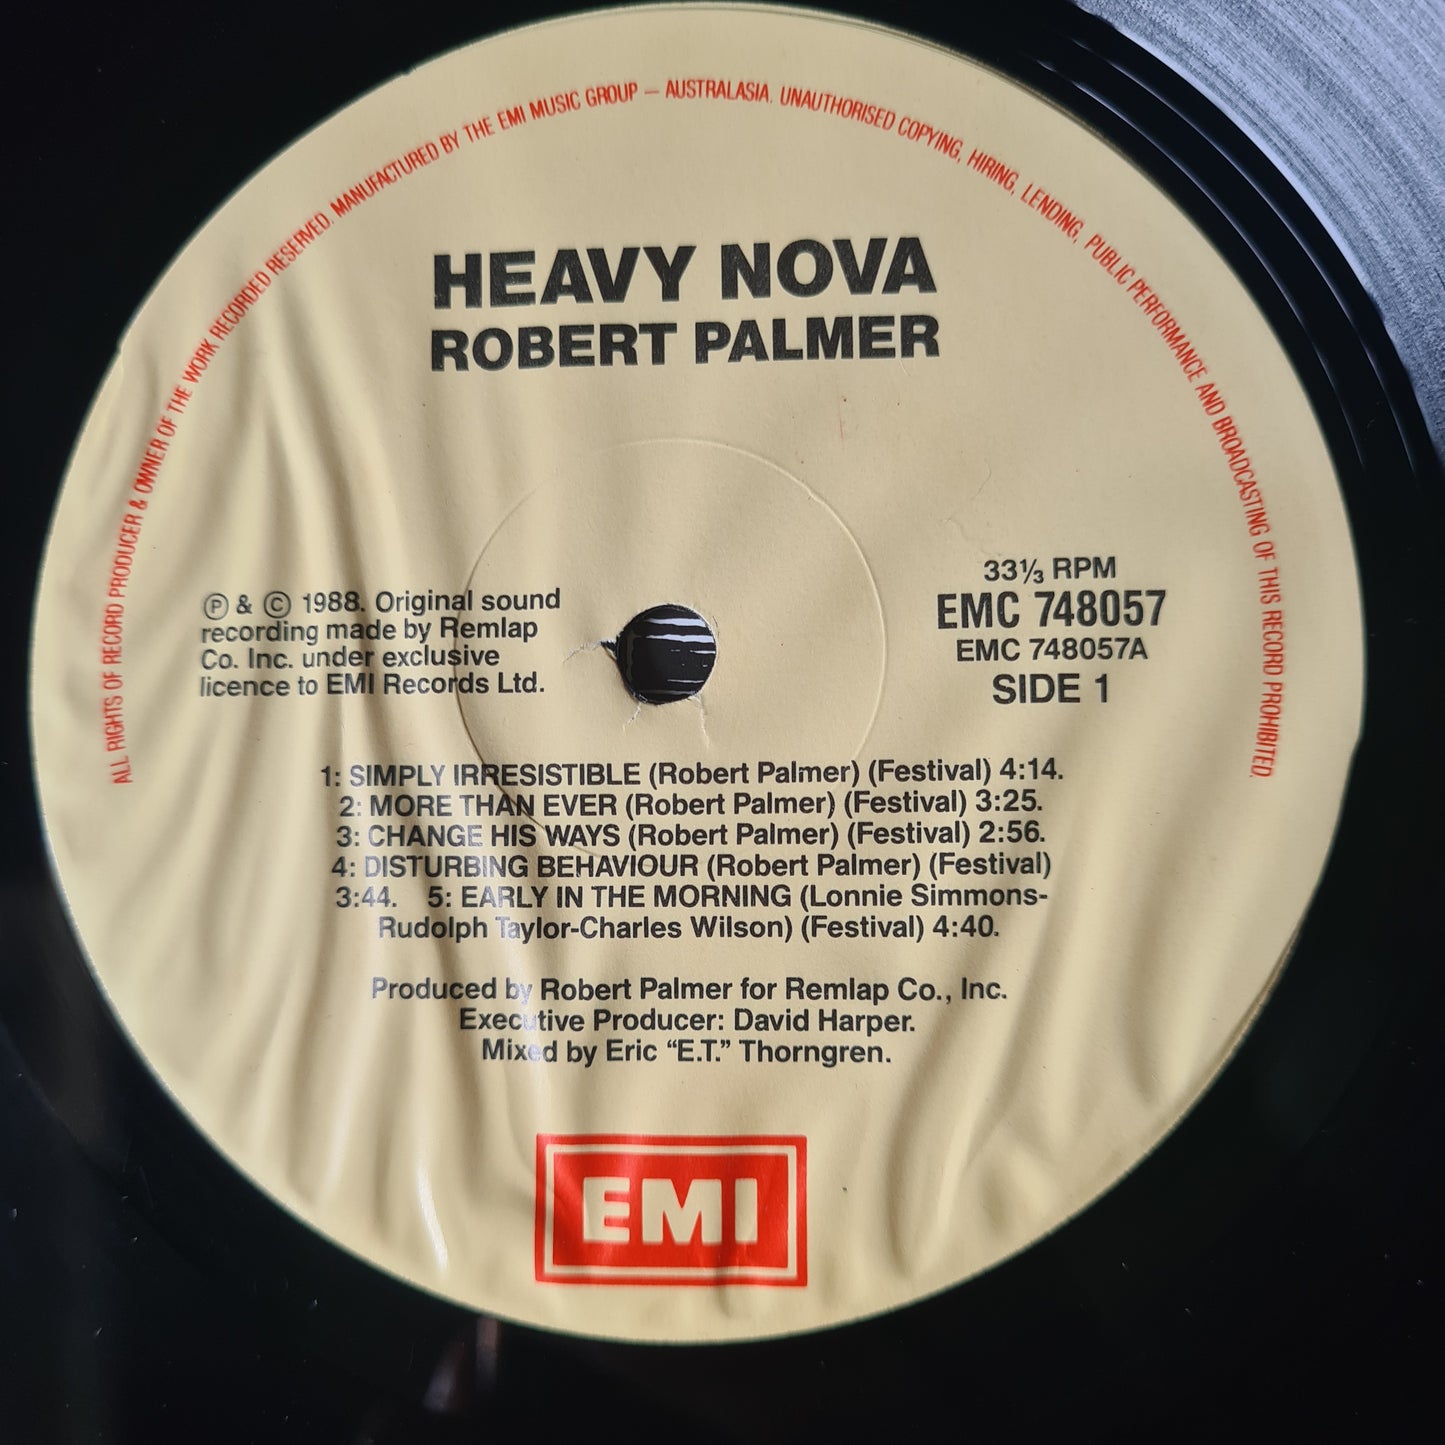 ALL RIGHTS OF RECORD PRODUCER & OWNER OF THE WORK RECORDED RESERVED. MANUFACTURED BY THE EMI MUSIC GROUP — AUSTRALASIA. UNAUTHORISED COPYING, HIRING, LENDING, PUBLIC PERFORMANCE AND BROADCASTING OF THIS RECORD PROHIBITED.
HEAVY NOVA
ROBERT PALMER
℗ & © 1988. Original sound
recording made by Remlap
Co. Inc. under exclusive
licence to EMI Records Ltd.
33⅓ RPM
EMC 748057
EMC 748057A
SIDE 1
1: SIMPLY IRRESISTIBLE (Robert Palmer) (Festival) 4:14.
2: MORE THAN EVER (Robert Palmer) (Festival) 3:25.
3: CHANGE HIS WAYS (Robert Palmer) (Festival) 2:56.
4: DISTURBING BEHAVIOUR (Robert Palmer) (Festival)
3:44. 5: EARLY IN THE MORNING (Lonnie Simmons-
Rudolph Taylor-Charles Wilson) (Festival) 4:40.
Produced by Robert Palmer for Remlap Co., Inc.
Executive Producer: David Harper.
Mixed by Eric “E.T.” Thorngren.
EMI